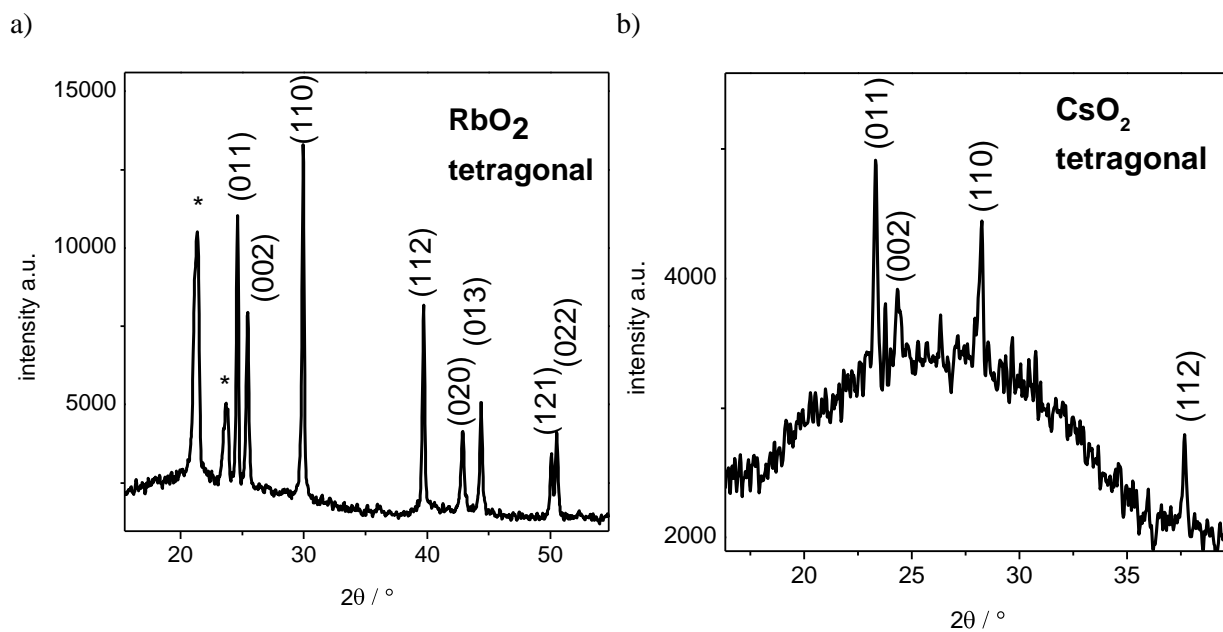 a)
15000
10000
5000
intensity a.u.
20
30
40
50
2θ / °
RbO2
tetragonal
*
*
(011)
(002)
(110)
(112)
(020)
(013)
(121)
(022)
b)
4000
2000
intensity a.u.
20
25
30
35
2θ / °
CsO2
tetragonal
(011)
(002)
(110)
(112)